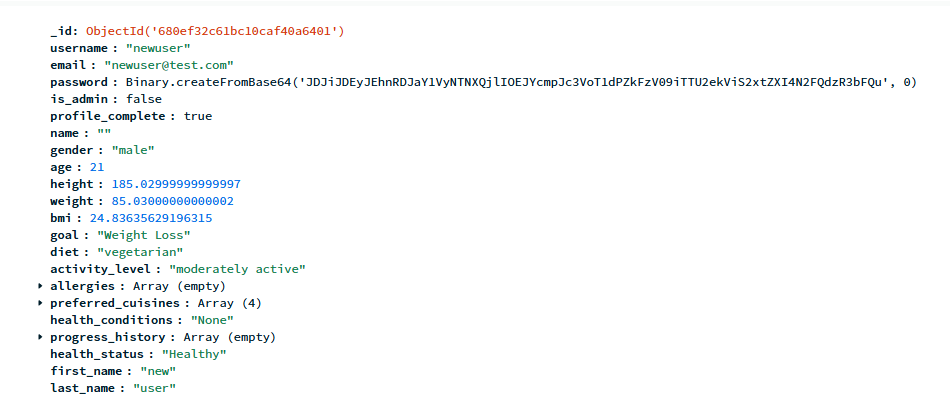 _id: ObjectId('680ef32c61bc10caf40a6401')
username : "newuser"
email : "newuser@test.com"
password : Binary.createFromBase64('JDJiJDEyJEhnRDJaY1VyNTNXQjlIOEJYcmpJc3VoT1dPZkFzV09iTTU2ekViS2xtZXI4N2FQdzR3bFQu', 0)
is_admin : false
profile_complete : true
name : ""
gender : "male"
age : 21
height : 185.02999999999997
weight : 85.03000000000002
bmi : 24.83635629196315
goal : "Weight Loss"
diet : "vegetarian"
activity_level : "moderately active"
allergies : Array (empty)
preferred_cuisines : Array (4)
health_conditions : "None"
progress_history : Array (empty)
health_status : "Healthy"
first_name : "new"
last_name : "user"